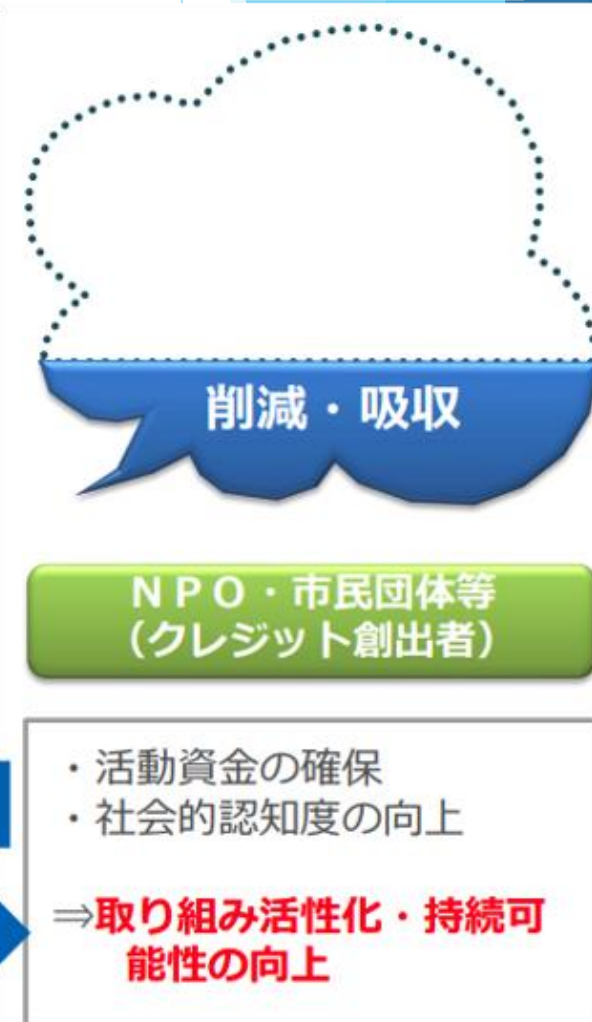 削減・吸収
ＮＰＯ・市民団体等
（クレジット創出者）
・活動資金の確保
・社会的認知度の向上
⇒取り組み活性化・持続可
能性の向上